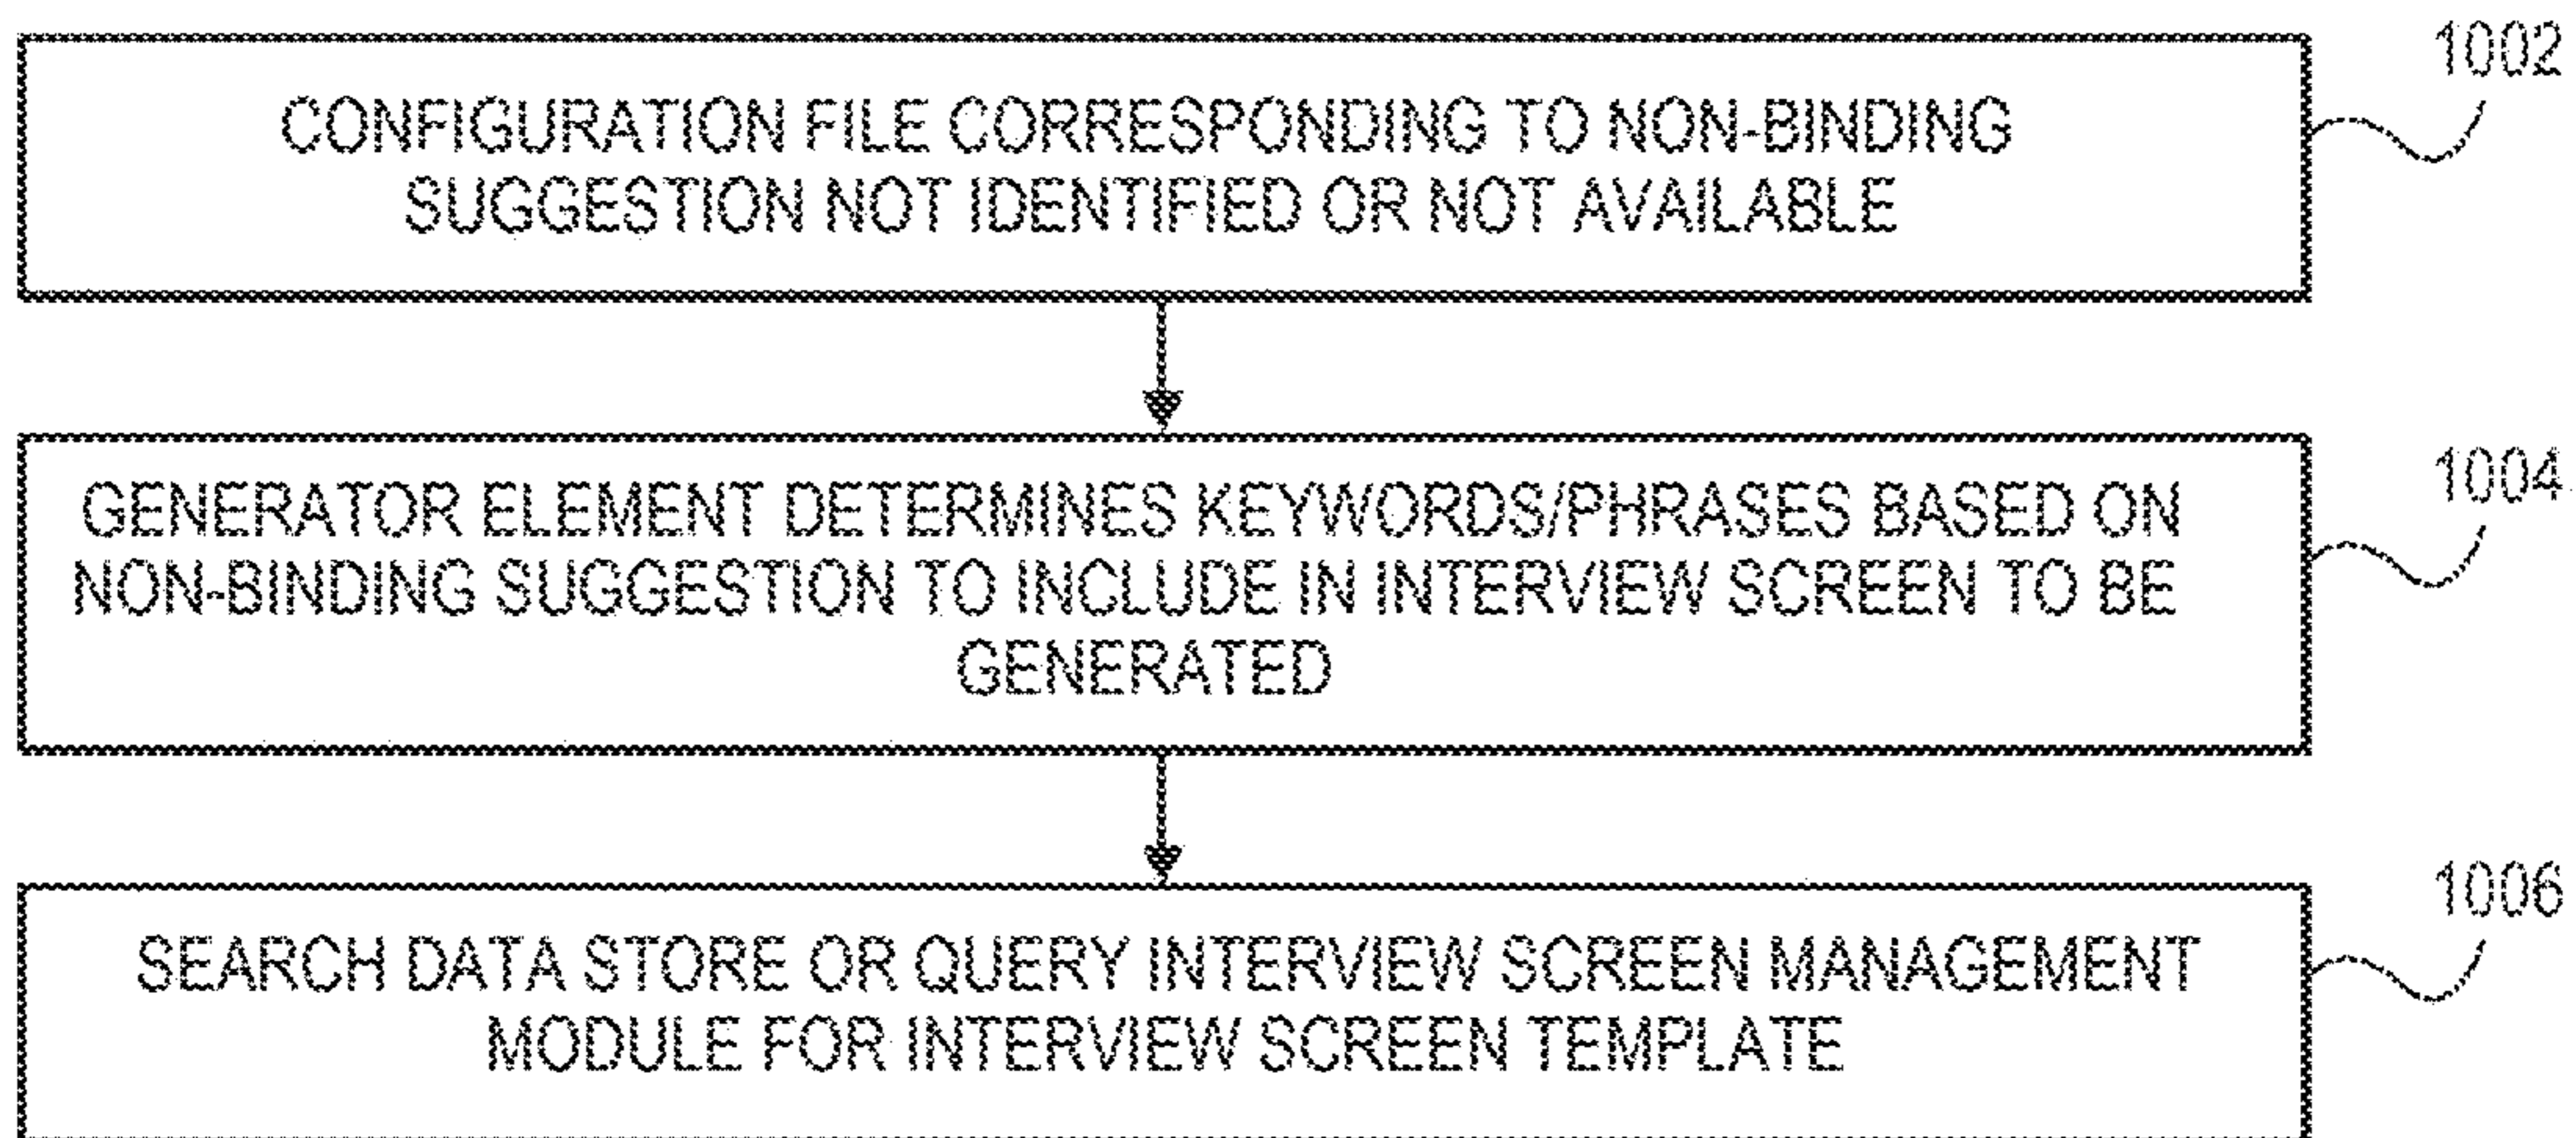 1002
CONFIGURATION FILE CORRESPONDING TO NON-BINDING
SUGGESTION NOT IDENTIFIED OR NOT AVAILABLE
1004
GENERATOR ELEMENT DETERMINES KEYWORDS/PHRASES BASED ON
NON-BINDING SUGGESTION TO INCLUDE IN INTERVIEW SCREEN TO BE
GENERATED
1006
SEARCH DATA STORE OR QUERY INTERVIEW SCREEN MANAGEMENT
MODULE FOR INTERVIEW SCREEN TEMPLATE